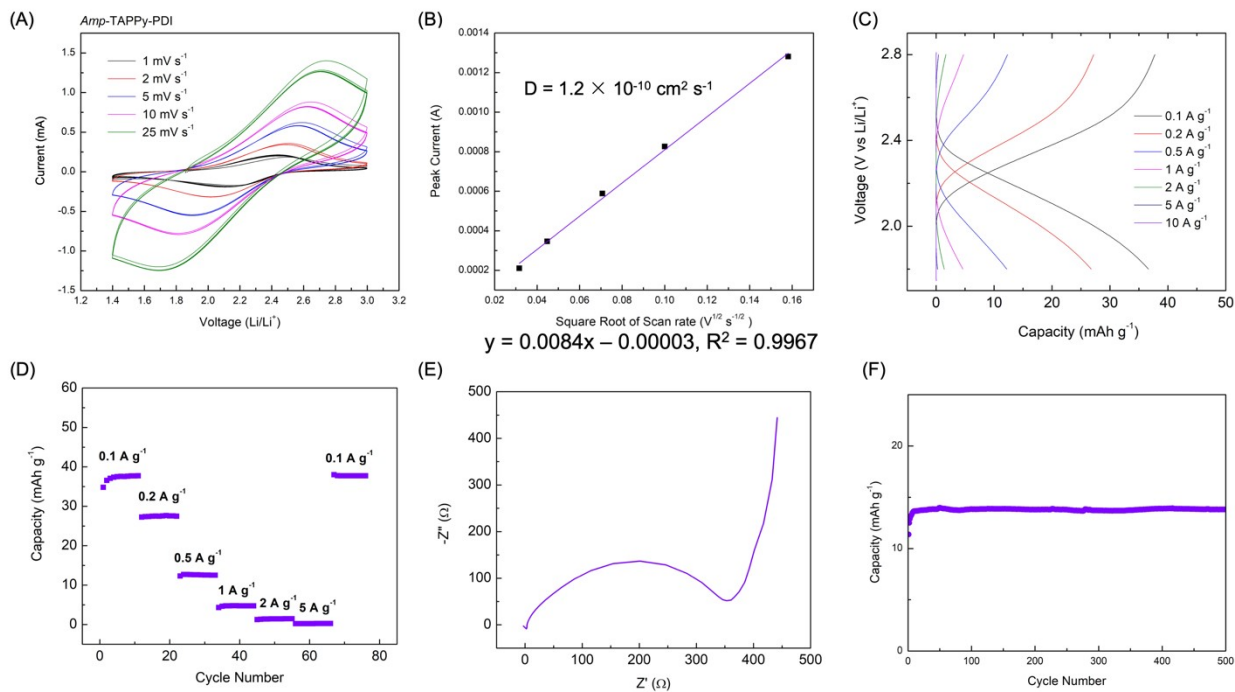 (A)
Amp-TAPPy-PDI
1 mV s⁻¹
2 mV s⁻¹
5 mV s⁻¹
10 mV s⁻¹
25 mV s⁻¹
1.5
1.0
0.5
0.0
-0.5
-1.0
-1.5
Current (mA)
1.2 1.4 1.6 1.8 2.0 2.2 2.4 2.6 2.8 3.0 3.2
Voltage (Li/Li⁺)
(B)
D = 1.2 × 10⁻¹⁰ cm² s⁻¹
0.0014
0.0012
0.0010
0.0008
0.0006
0.0004
0.0002
Peak Current (A)
0.02 0.04 0.06 0.08 0.10 0.12 0.14 0.16
Square Root of Scan rate (V¹/² s⁻¹/²)
y = 0.0084x – 0.00003, R² = 0.9967
(C)
2.8
2.4
2.0
Voltage (V vs Li/Li⁺)
0.1 A g⁻¹
0.2 A g⁻¹
0.5 A g⁻¹
1 A g⁻¹
2 A g⁻¹
5 A g⁻¹
10 A g⁻¹
0 10 20 30 40 50
Capacity (mAh g⁻¹)
(D)
60
50
40
30
20
10
0
Capacity (mAh g⁻¹)
0.1 A g⁻¹
0.2 A g⁻¹
0.5 A g⁻¹
1 A g⁻¹
2 A g⁻¹
5 A g⁻¹
0.1 A g⁻¹
0 20 40 60 80
Cycle Number
(E)
500
400
300
200
100
0
-Z'' (Ω)
0 100 200 300 400 500
Z' (Ω)
(F)
20
10
0
Capacity (mAh g⁻¹)
0 100 200 300 400 500
Cycle Number